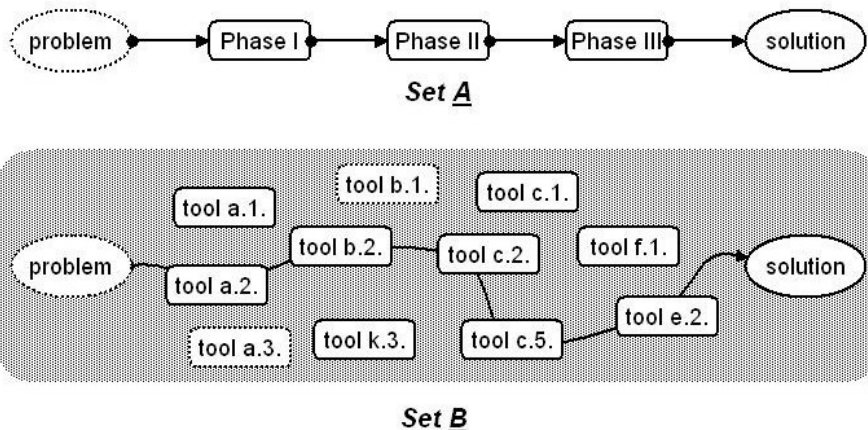 problem
Phase I
Phase II
Phase III
solution
Set A
tool b.1.
tool c.1.
tool a.1.
tool b.2.
tool c.2.
tool f.1.
problem
solution
tool a.2.
tool e.2.
tool a.3.
tool k.3.
tool c.5.
Set B